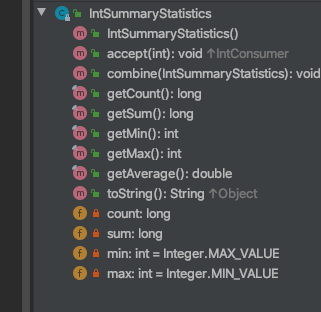 IntSummaryStatistics
IntSummaryStatistics()
accept(int): void ↑IntConsumer
combine(IntSummaryStatistics): void
getCount(): long
getSum(): long
getMin(): int
getMax(): int
getAverage(): double
toString(): String ↑Object
count: long
sum: long
min: int = Integer.MAX_VALUE
max: int = Integer.MIN_VALUE